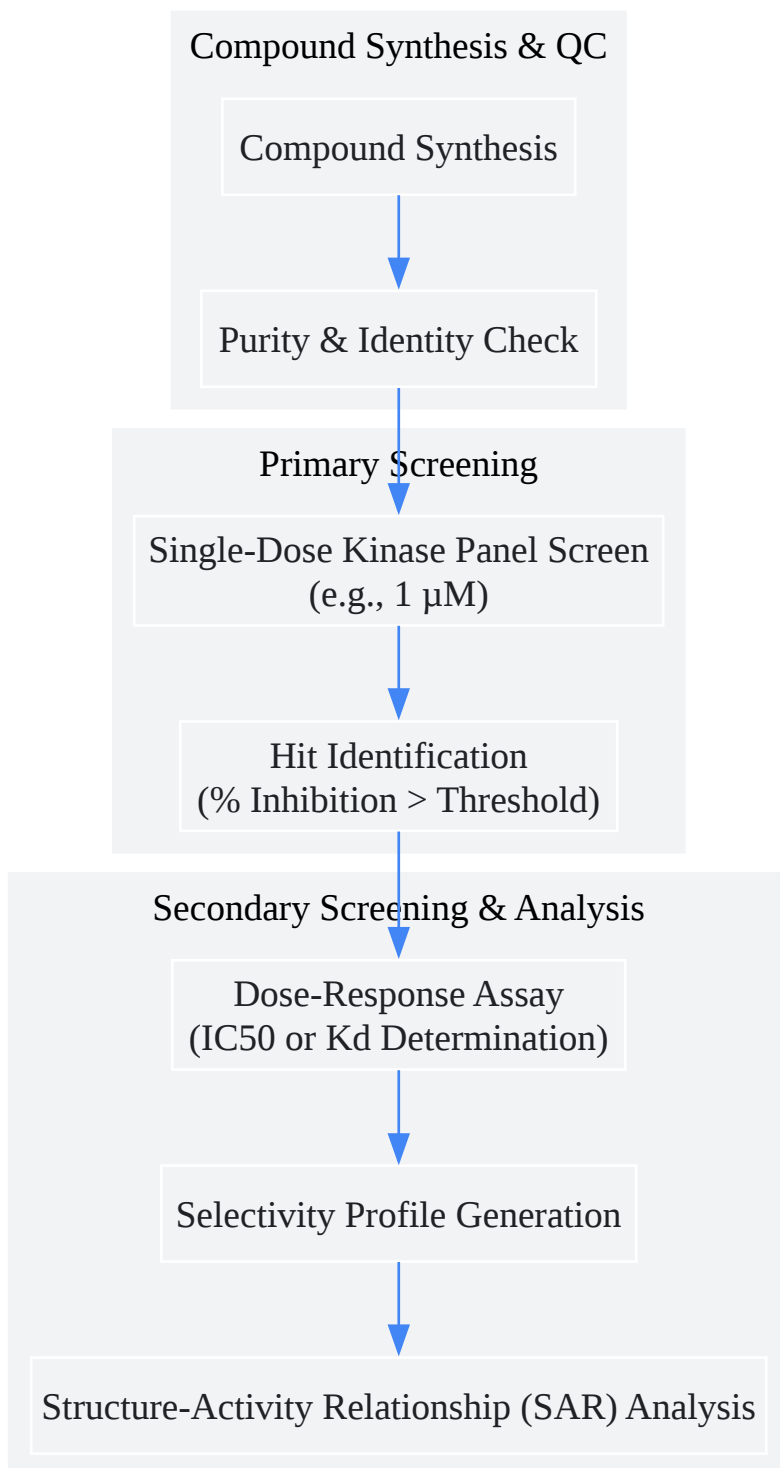 Compound Synthesis & QC
Compound Synthesis
Purity & Identity Check
Primary Screening
Single-Dose Kinase Panel Screen
(e.g., 1 µM)
Hit Identification
(% Inhibition > Threshold)
Secondary Screening & Analysis
Dose-Response Assay
(IC50 or Kd Determination)
Selectivity Profile Generation
Structure-Activity Relationship (SAR) Analysis